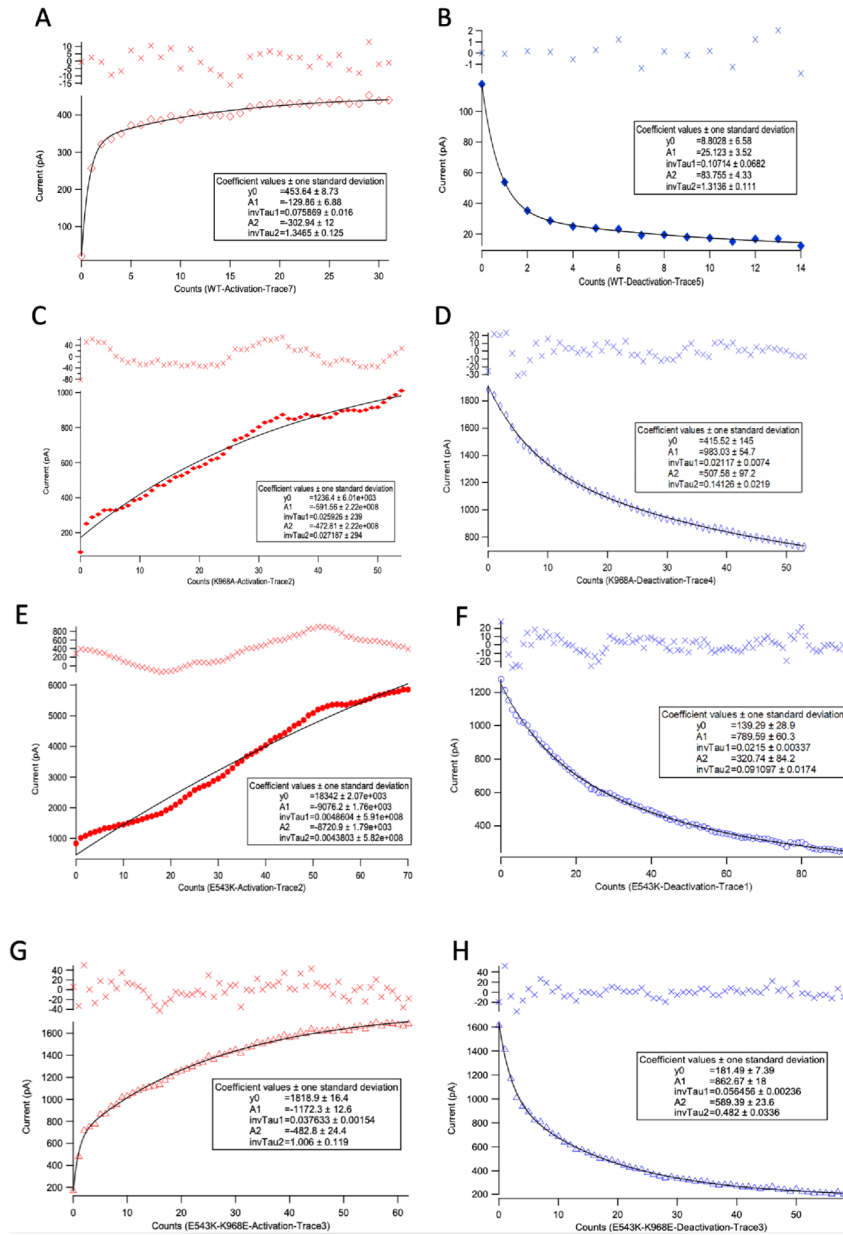 A
10
5
0
-5
-10
-15
400
300
200
100
Current (pA)
Coefficient values ± one standard deviation
y0 =453.64 ± 8.73
A1 =-129.86 ± 6.88
invTau1 =0.075869 ± 0.016
A2 =-302.94 ± 12
invTau2 =1.3465 ± 0.125
0 5 10 15 20 25 30
Counts (WT-Activation-Trace7)
B
2
1
0
-1
100
80
60
40
20
Current (pA)
Coefficient values ± one standard deviation
y0 =8.8028 ± 6.58
A1 =25.123 ± 3.52
invTau1 =0.10714 ± 0.0682
A2 =83.755 ± 4.33
invTau2 =1.3136 ± 0.111
0 2 4 6 8 10 12 14
Counts (WT-Deactivation-Trace5)
C
40
0
-40
-80
1000
800
600
400
200
Current (pA)
Coefficient values ± one standard deviation
y0 =1236.4 ± 6.01e+003
A1 =-591.56 ± 2.22e+008
invTau1 =0.025926 ± 239
A2 =-472.81 ± 2.22e+008
invTau2 =0.027187 ± 294
0 10 20 30 40 50
Counts (K968A-Activation-Trace2)
D
20
10
0
-10
-20
-30
1800
1600
1400
1200
1000
800
Current (pA)
Coefficient values ± one standard deviation
y0 =415.52 ± 145
A1 =983.03 ± 54.7
invTau1 =0.02117 ± 0.0074
A2 =507.58 ± 97.2
invTau2 =0.14126 ± 0.0219
0 10 20 30 40 50
Counts (K968A-Deactivation-Trace4)
E
800
600
400
200
0
6000
5000
4000
3000
2000
1000
Current (pA)
Coefficient values ± one standard deviation
y0 =18342 ± 2.07e+003
A1 =-9076.2 ± 1.76e+003
invTau1 =0.0048604 ± 5.91e+008
A2 =-8720.9 ± 1.79e+003
invTau2 =0.0043803 ± 5.82e+008
0 10 20 30 40 50 60 70
Counts (E543K-Activation-Trace2)
F
20
10
0
-10
-20
1200
1000
800
600
400
Current (pA)
Coefficient values ± one standard deviation
y0 =139.29 ± 28.9
A1 =789.59 ± 60.3
invTau1 =0.0215 ± 0.00337
A2 =320.74 ± 84.2
invTau2 =0.091097 ± 0.0174
0 20 40 60 80
Counts (E543K-Deactivation-Trace1)
G
40
20
0
-20
-40
1600
1400
1200
1000
800
600
400
200
Current (pA)
Coefficient values ± one standard deviation
y0 =1818.9 ± 16.4
A1 =-1172.3 ± 12.6
invTau1 =0.037633 ± 0.00154
A2 =-482.8 ± 24.4
invTau2 =1.006 ± 0.119
0 10 20 30 40 50 60
Counts (E543K-K968E-Activation-Trace3)
H
40
20
0
-20
1600
1400
1200
1000
800
600
400
200
Current (pA)
Coefficient values ± one standard deviation
y0 =181.49 ± 7.39
A1 =862.67 ± 18
invTau1 =0.056456 ± 0.00236
A2 =589.39 ± 23.6
invTau2 =0.482 ± 0.0336
0 10 20 30 40 50
Counts (E543K-K968E-Deactivation-Trace3)